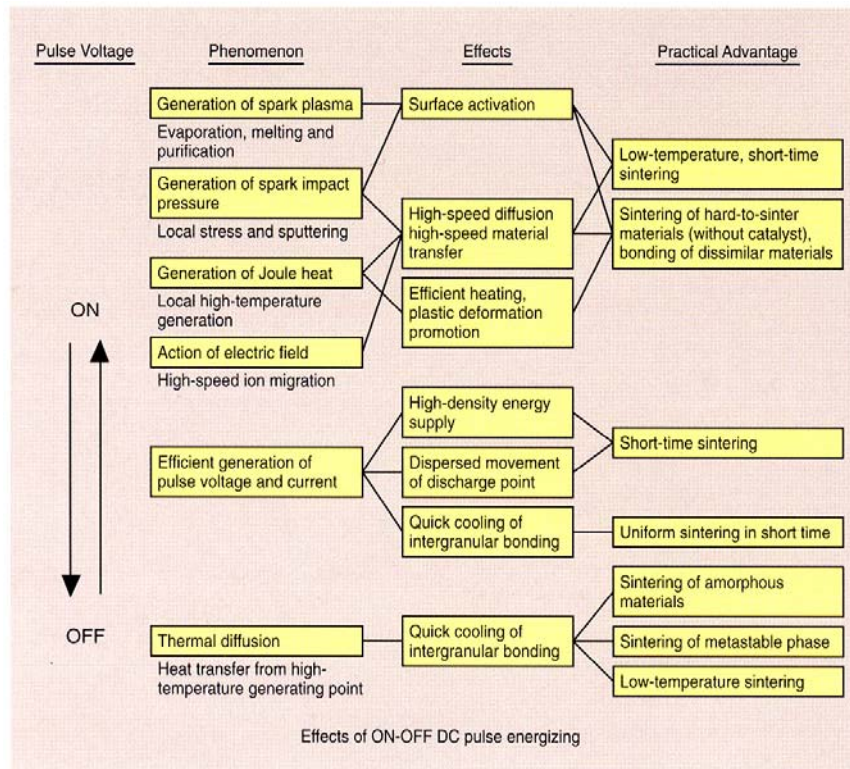 Pulse Voltage
Phenomenon
Effects
Practical Advantage
Generation of spark plasma
Evaporation, melting and
purification
Generation of spark impact
pressure
Local stress and sputtering
Generation of Joule heat
Local high-temperature
generation
Action of electric field
High-speed ion migration
Surface activation
High-speed diffusion
high-speed material
transfer
Efficient heating,
plastic deformation
promotion
Low-temperature, short-time
sintering
Sintering of hard-to-sinter
materials (without catalyst),
bonding of dissimilar materials
ON
Efficient generation of
pulse voltage and current
High-density energy
supply
Dispersed movement
of discharge point
Quick cooling of
intergranular bonding
Short-time sintering
Uniform sintering in short time
OFF
Thermal diffusion
Heat transfer from high-
temperature generating point
Quick cooling of
intergranular bonding
Sintering of amorphous
materials
Sintering of metastable phase
Low-temperature sintering
Effects of ON-OFF DC pulse energizing